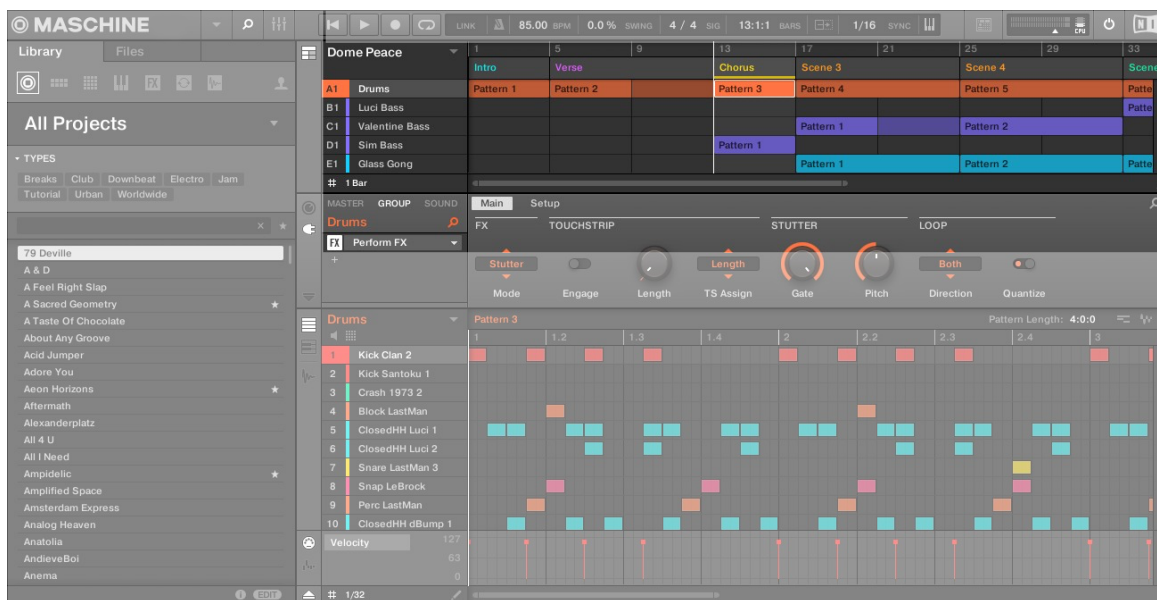 MASCHINE
LINK 85.00 BPM 0.0 % SWING 4 / 4 SIG 13:1:1 BARS 1/16 SYNC CPU NI
Library Files
FX
All Projects
TYPES
Breaks Club Downbeat Electro Jam
Tutorial Urban Worldwide
79 Deville
A & D
A Feel Right Slap
A Sacred Geometry
A Taste Of Chocolate
About Any Groove
Acid Jumper
Adore You
Aeon Horizons
Aftermath
Alexanderplatz
All 4 U
All I Need
Ampidelic
Amplified Space
Amsterdam Express
Analog Heaven
Anatolia
AndieveBoi
Anema
EDIT
Dome Peace 1 5 9 13 17 21 25 29 33
Intro Verse Chorus Scene 3 Scene 4 Scene
A1 Drums Pattern 1 Pattern 2 Pattern 3 Pattern 4 Pattern 5 Patte
B1 Luci Bass Patte
C1 Valentine Bass Pattern 1 Pattern 2
D1 Sim Bass Pattern 1
E1 Glass Gong Pattern 1 Pattern 2 Patte
# 1 Bar
MASTER GROUP SOUND Main Setup
Drums FX TOUCHSTRIP STUTTER LOOP
FX Perform FX
+ Stutter Length Both
Mode Engage Length TS Assign Gate Pitch Direction Quantize
Drums Pattern 3 Pattern Length: 4:0:0
1 1.2 1.3 1.4 2 2.2 2.3 2.4 3
1 Kick Clan 2
2 Kick Santoku 1
3 Crash 1973 2
4 Block LastMan
5 ClosedHH Luci 1
6 ClosedHH Luci 2
7 Snare LastMan 3
8 Snap LeBrock
9 Perc LastMan
10 ClosedHH dBump 1
Velocity 127
63
0
# 1/32